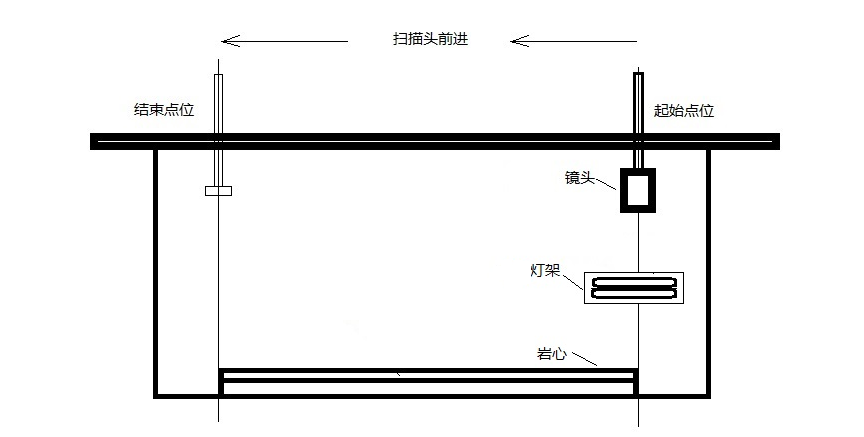 扫描头前进
结束点位
起始点位
镜头
灯架
岩心